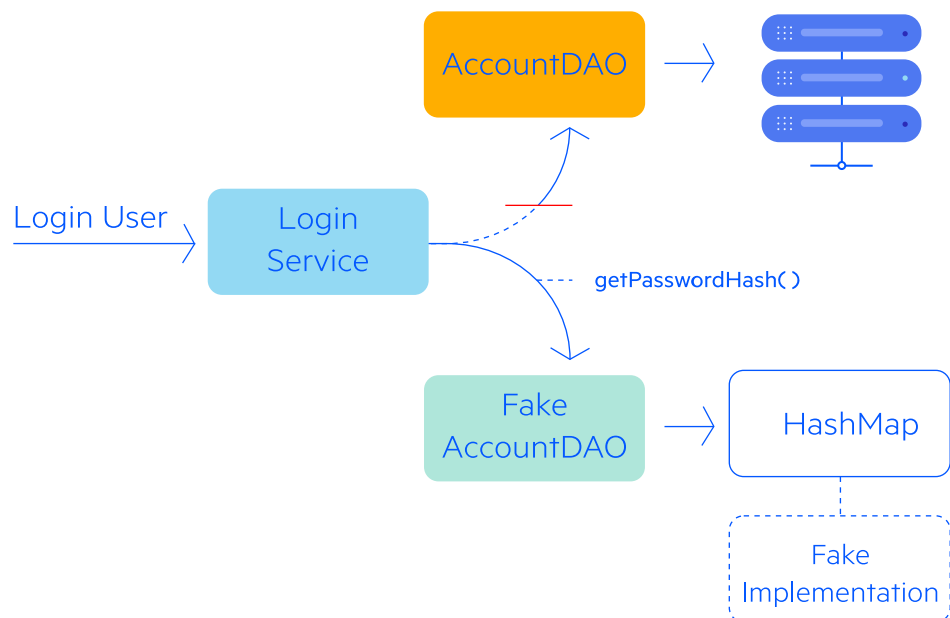 AccountDAO
Login User
Login
Service
getPasswordHash( )
Fake
AccountDAO
HashMap
Fake
Implementation